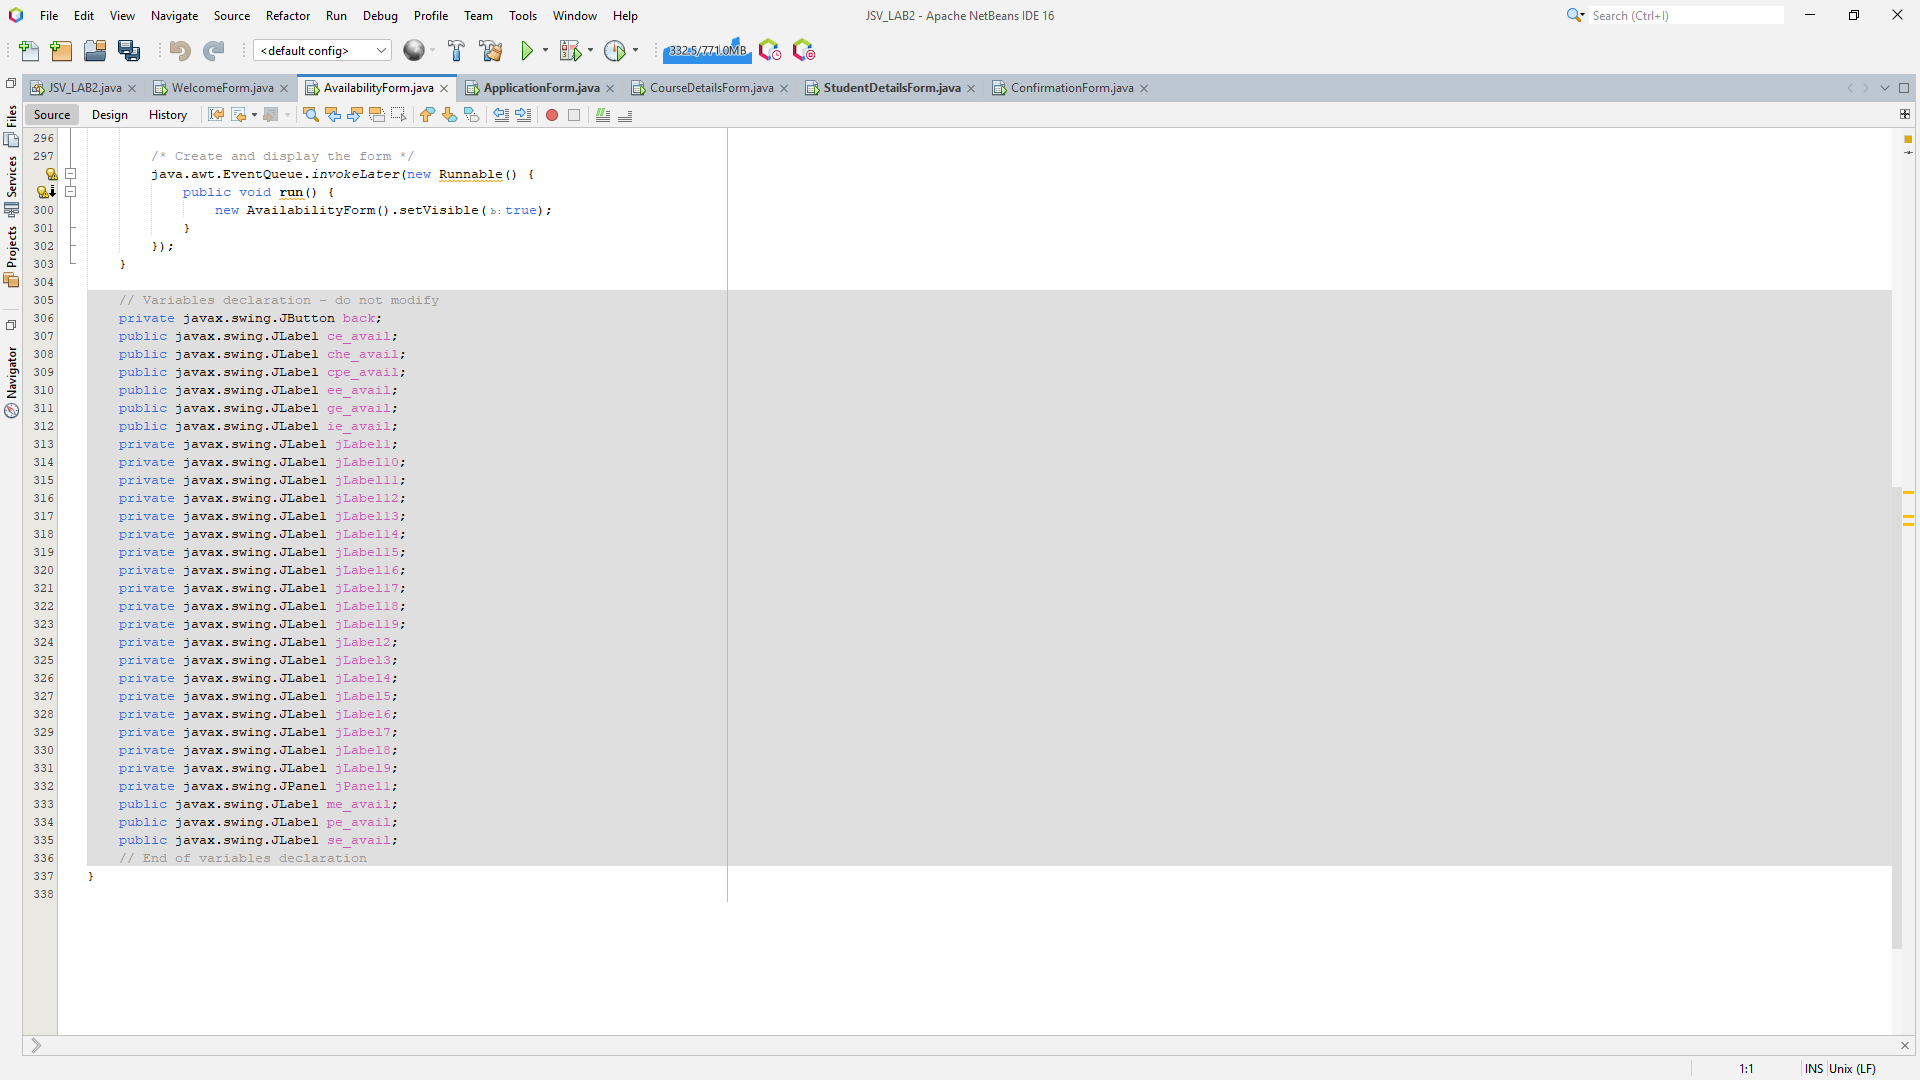 File Edit View Navigate Source Refactor Run Debug Profile Team Tools Window Help JSV_LAB2 - Apache NetBeans IDE 16 Search (Ctrl+I)
<default config> 332.5/771.0MB
JSV_LAB2.java WelcomeForm.java AvailabilityForm.java ApplicationForm.java CourseDetailsForm.java StudentDetailsForm.java ConfirmationForm.java
Source Design History
Files
Services
Projects
Navigator
296
297 /* Create and display the form */
java.awt.EventQueue.invokeLater(new Runnable() {
public void run() {
300 new AvailabilityForm().setVisible(b: true);
301 }
302 });
303 }
304
305 // Variables declaration - do not modify
306 private javax.swing.JButton back;
307 public javax.swing.JLabel ce_avail;
308 public javax.swing.JLabel che_avail;
309 public javax.swing.JLabel cpe_avail;
310 public javax.swing.JLabel ee_avail;
311 public javax.swing.JLabel ge_avail;
312 public javax.swing.JLabel ie_avail;
313 private javax.swing.JLabel jLabel1;
314 private javax.swing.JLabel jLabel10;
315 private javax.swing.JLabel jLabel11;
316 private javax.swing.JLabel jLabel12;
317 private javax.swing.JLabel jLabel13;
318 private javax.swing.JLabel jLabel14;
319 private javax.swing.JLabel jLabel15;
320 private javax.swing.JLabel jLabel16;
321 private javax.swing.JLabel jLabel17;
322 private javax.swing.JLabel jLabel18;
323 private javax.swing.JLabel jLabel19;
324 private javax.swing.JLabel jLabel2;
325 private javax.swing.JLabel jLabel3;
326 private javax.swing.JLabel jLabel4;
327 private javax.swing.JLabel jLabel5;
328 private javax.swing.JLabel jLabel6;
329 private javax.swing.JLabel jLabel7;
330 private javax.swing.JLabel jLabel8;
331 private javax.swing.JLabel jLabel9;
332 private javax.swing.JPanel jPanel1;
333 public javax.swing.JLabel me_avail;
334 public javax.swing.JLabel pe_avail;
335 public javax.swing.JLabel se_avail;
336 // End of variables declaration
337 }
338
1:1 INS Unix (LF)